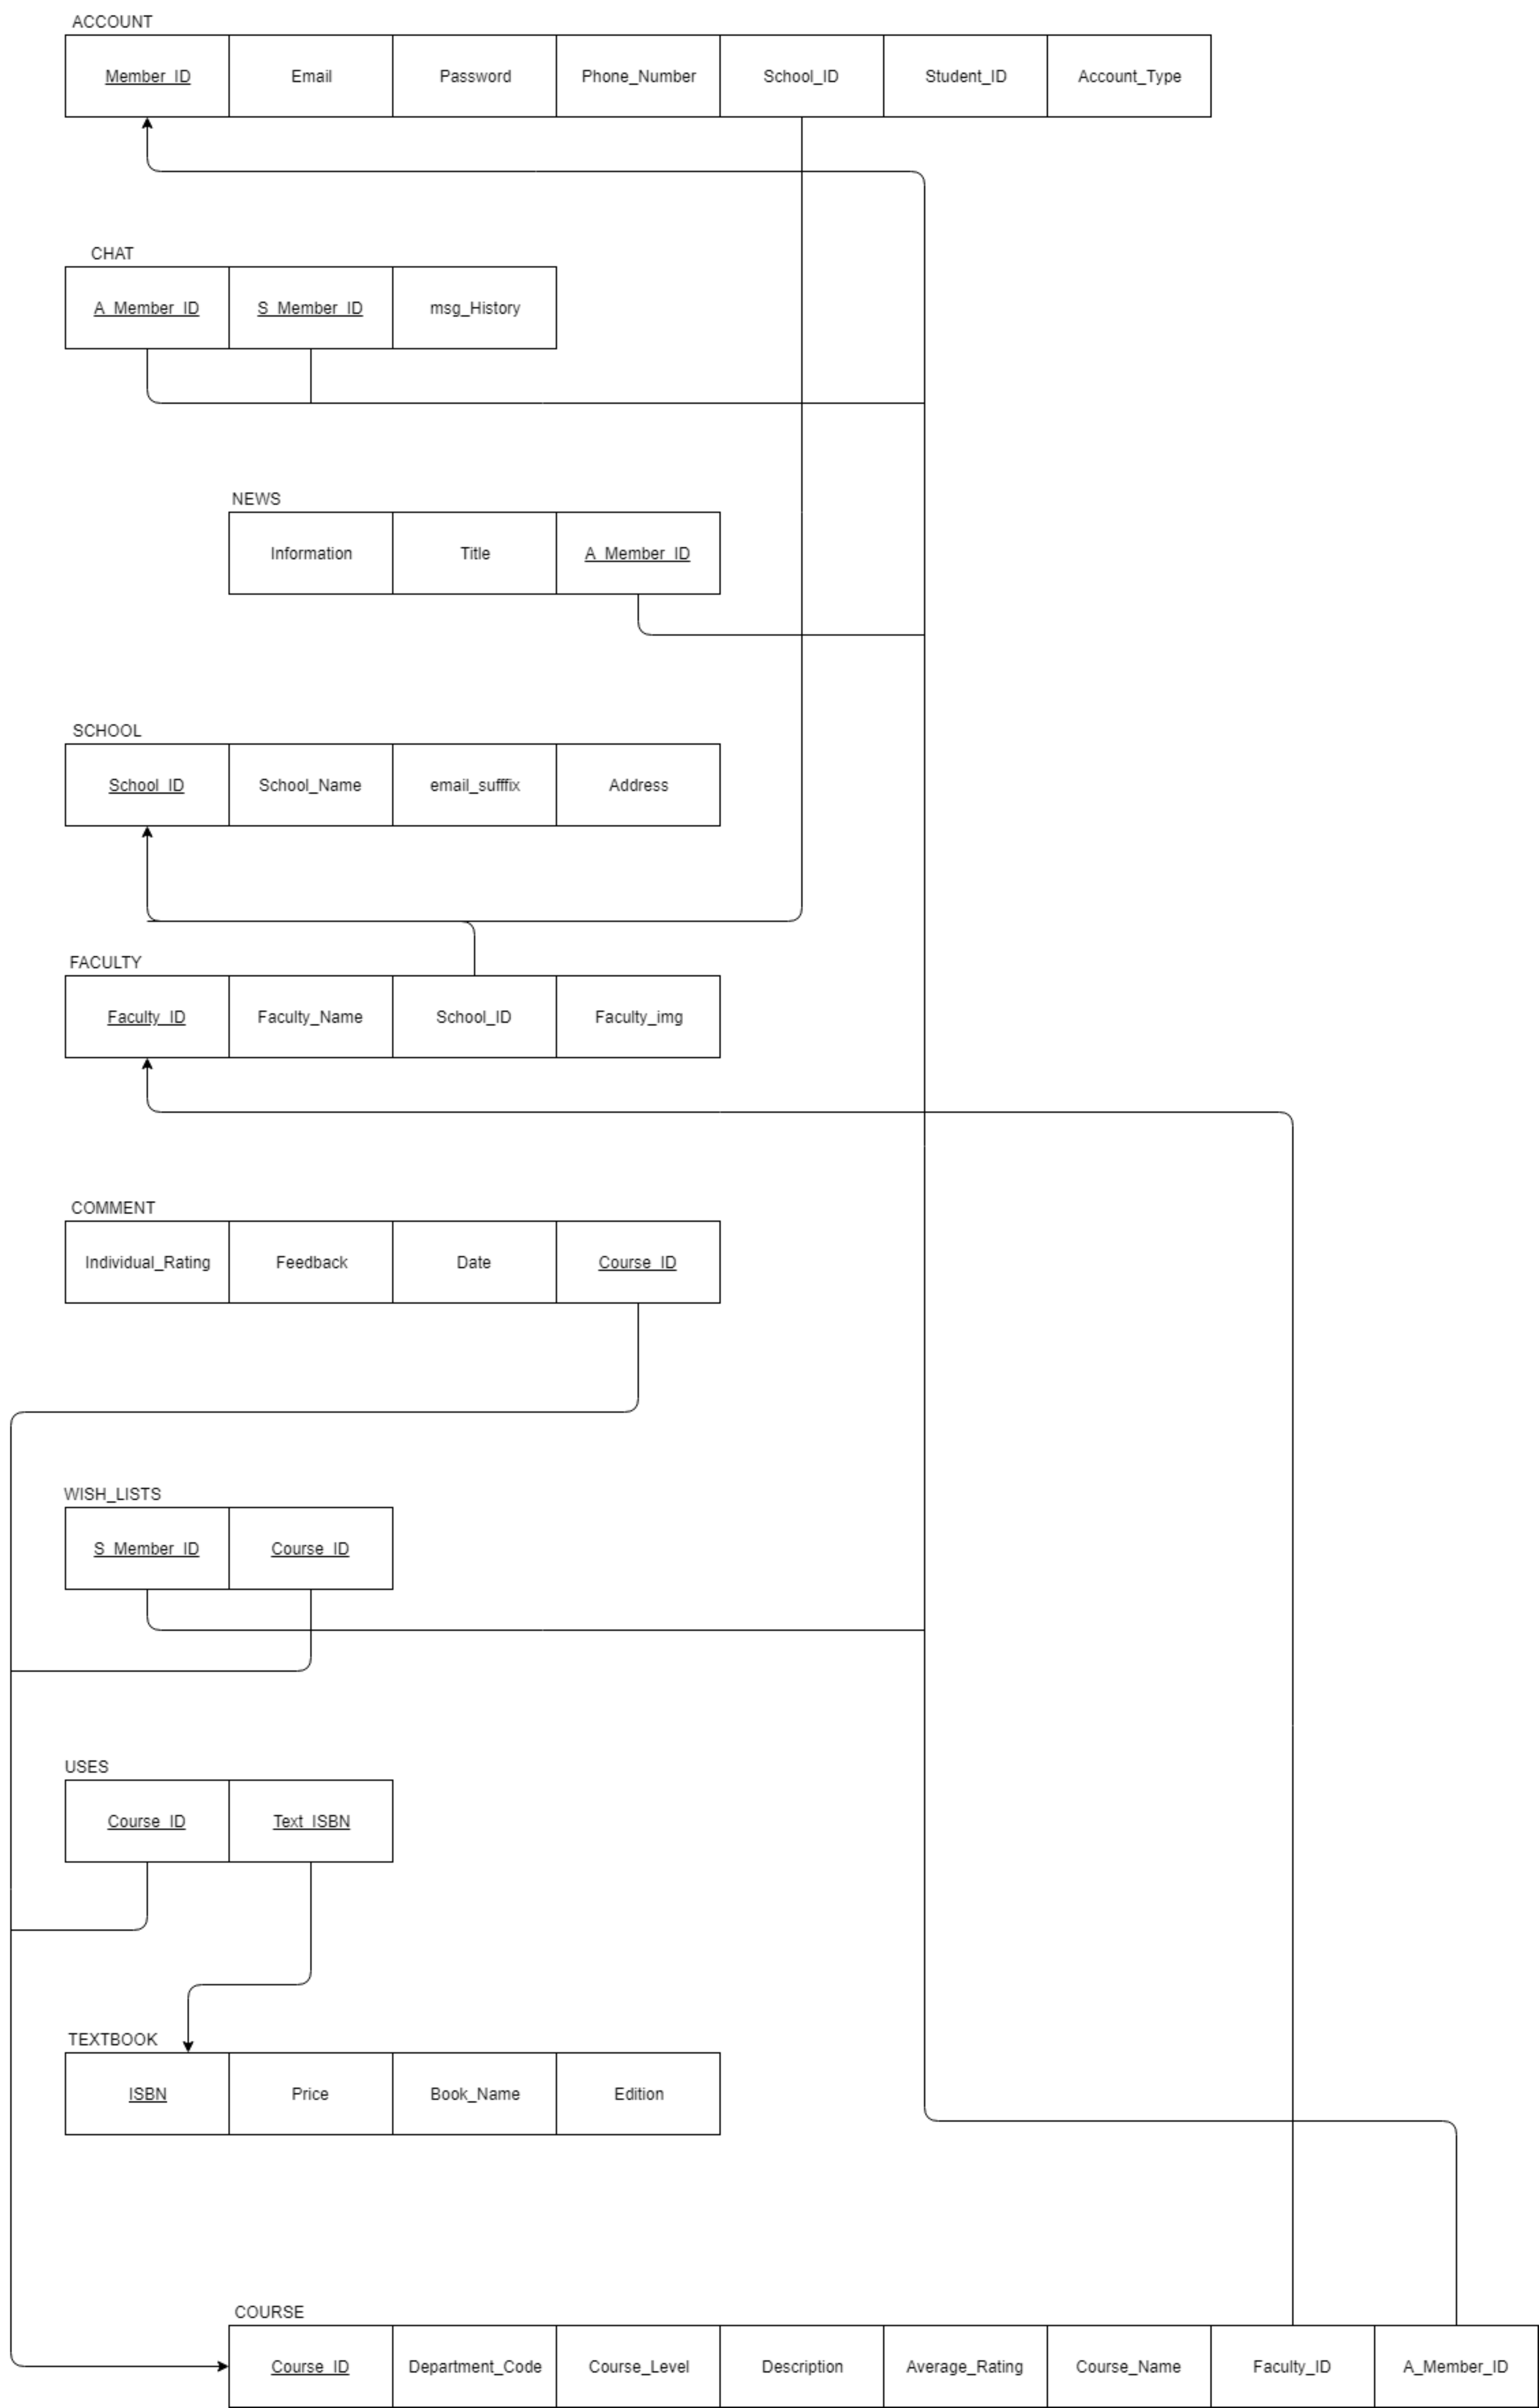 ACCOUNT
Member_ID Email Password Phone_Number School_ID Student_ID Account_Type
CHAT
A_Member_ID S_Member_ID msg_History
NEWS
Information Title A_Member_ID
SCHOOL
School_ID School_Name email_sufffix Address
FACULTY
Faculty_ID Faculty_Name School_ID Faculty_img
COMMENT
Individual_Rating Feedback Date Course_ID
WISH_LISTS
S_Member_ID Course_ID
USES
Course_ID Text_ISBN
TEXTBOOK
ISBN Price Book_Name Edition
COURSE
Course_ID Department_Code Course_Level Description Average_Rating Course_Name Faculty_ID A_Member_ID